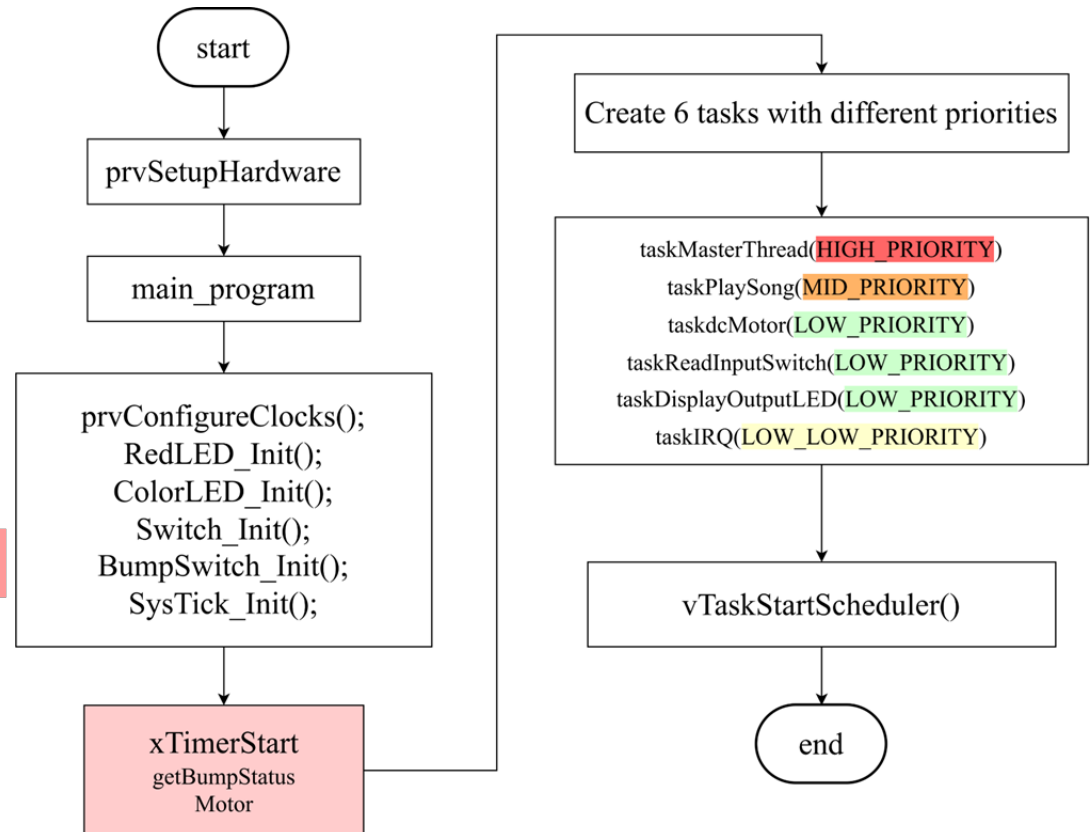 start
prvSetupHardware
main_program
prvConfigureClocks();
RedLED_Init();
ColorLED_Init();
Switch_Init();
BumpSwitch_Init();
SysTick_Init();
xTimerStart
getBumpStatus
Motor
Create 6 tasks with different priorities
taskMasterThread(HIGH_PRIORITY)
taskPlaySong(MID_PRIORITY)
taskdcMotor(LOW_PRIORITY)
taskReadInputSwitch(LOW_PRIORITY)
taskDisplayOutputLED(LOW_PRIORITY)
taskIRQ(LOW_LOW_PRIORITY)
vTaskStartScheduler()
end